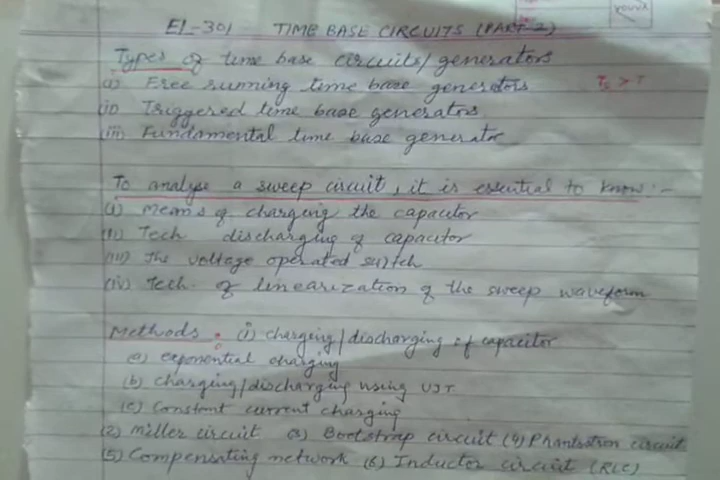 EL-301 TIME BASE CIRCUITS (PART-2)
Types of time base circuits/generators
(i) Free running time base generators Ts > T
(ii) Triggered time base generators
(iii) Fundamental time base generator
To analyse a sweep circuit, it is essential to know:-
(i) Means of charging the capacitor
(ii) Tech discharging of capacitor
(iii) The voltage operated switch
(iv) Tech. of linearization of the sweep waveform
Methods : (i) charging/discharging of capacitor
(a) exponential charging
(b) charging/discharging using UJT
(c) Constant current charging
(2) Miller circuit (3) Bootstrap circuit (4) Phantastron circuit
(5) Compensating network (6) Inductor circuit (RLC)